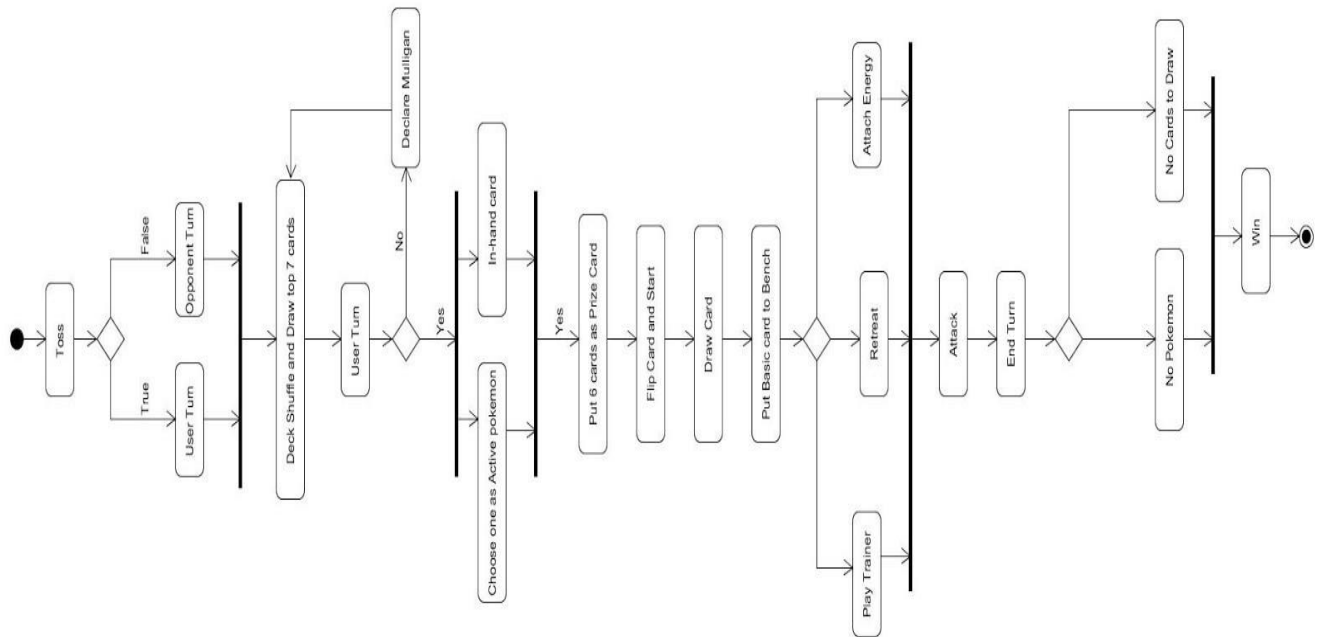 Toss
True
False
User Turn
Opponent Turn
Deck Shuffle and Draw top 7 cards
User Turn
No
Declare Mulligan
Yes
Choose one as Active pokemon
In-hand card
Yes
Put 6 cards as Prize Card
Flip Card and Start
Draw Card
Put Basic card to Bench
Play Trainer
Retreat
Attach Energy
Attack
End Turn
No Pokemon
No Cards to Draw
Win